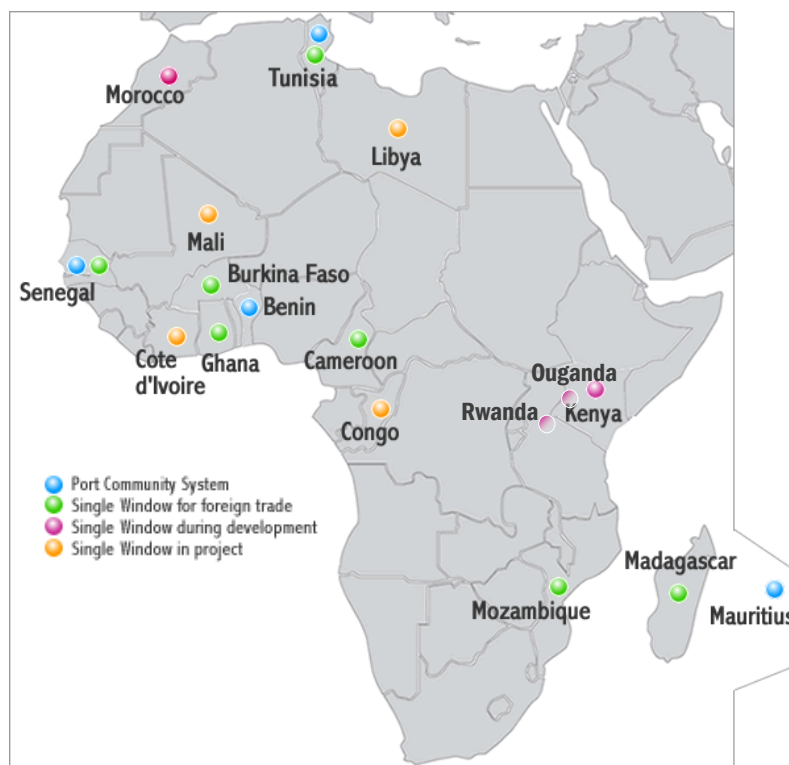 Tunisia
Morocco
Libya
Mali
Senegal
Burkina Faso
Benin
Cote
d'Ivoire
Ghana
Cameroon
Ouganda
Rwanda
Kenya
Congo
Port Community System
Single Window for foreign trade
Single Window during development
Single Window in project
Madagascar
Mozambique
Mauritius